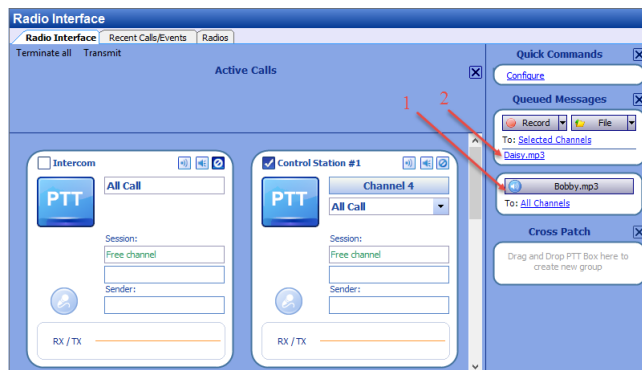 Radio Interface
Radio Interface Recent Calls/Events Radios
Terminate all Transmit
Active Calls
Intercom
PTT
All Call
Session:
Free channel
Sender:
RX / TX
Control Station #1
PTT
Channel 4
All Call
Session:
Free channel
Sender:
RX / TX
1 2
Quick Commands
Configure
Queued Messages
Record File
To: Selected Channels
Daisy.mp3
Bobby.mp3
To: All Channels
Cross Patch
Drag and Drop PTT Box here to
create new group